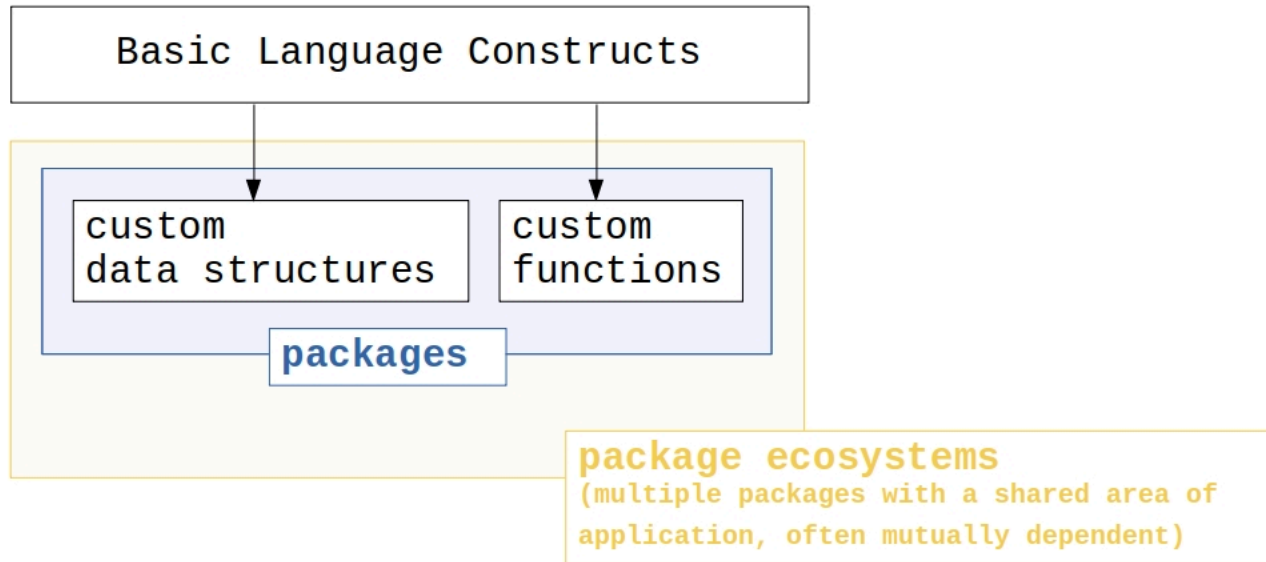 Basic Language Constructs
custom
data structures
custom
functions
packages
package ecosystems
(multiple packages with a shared area of
application, often mutually dependent)